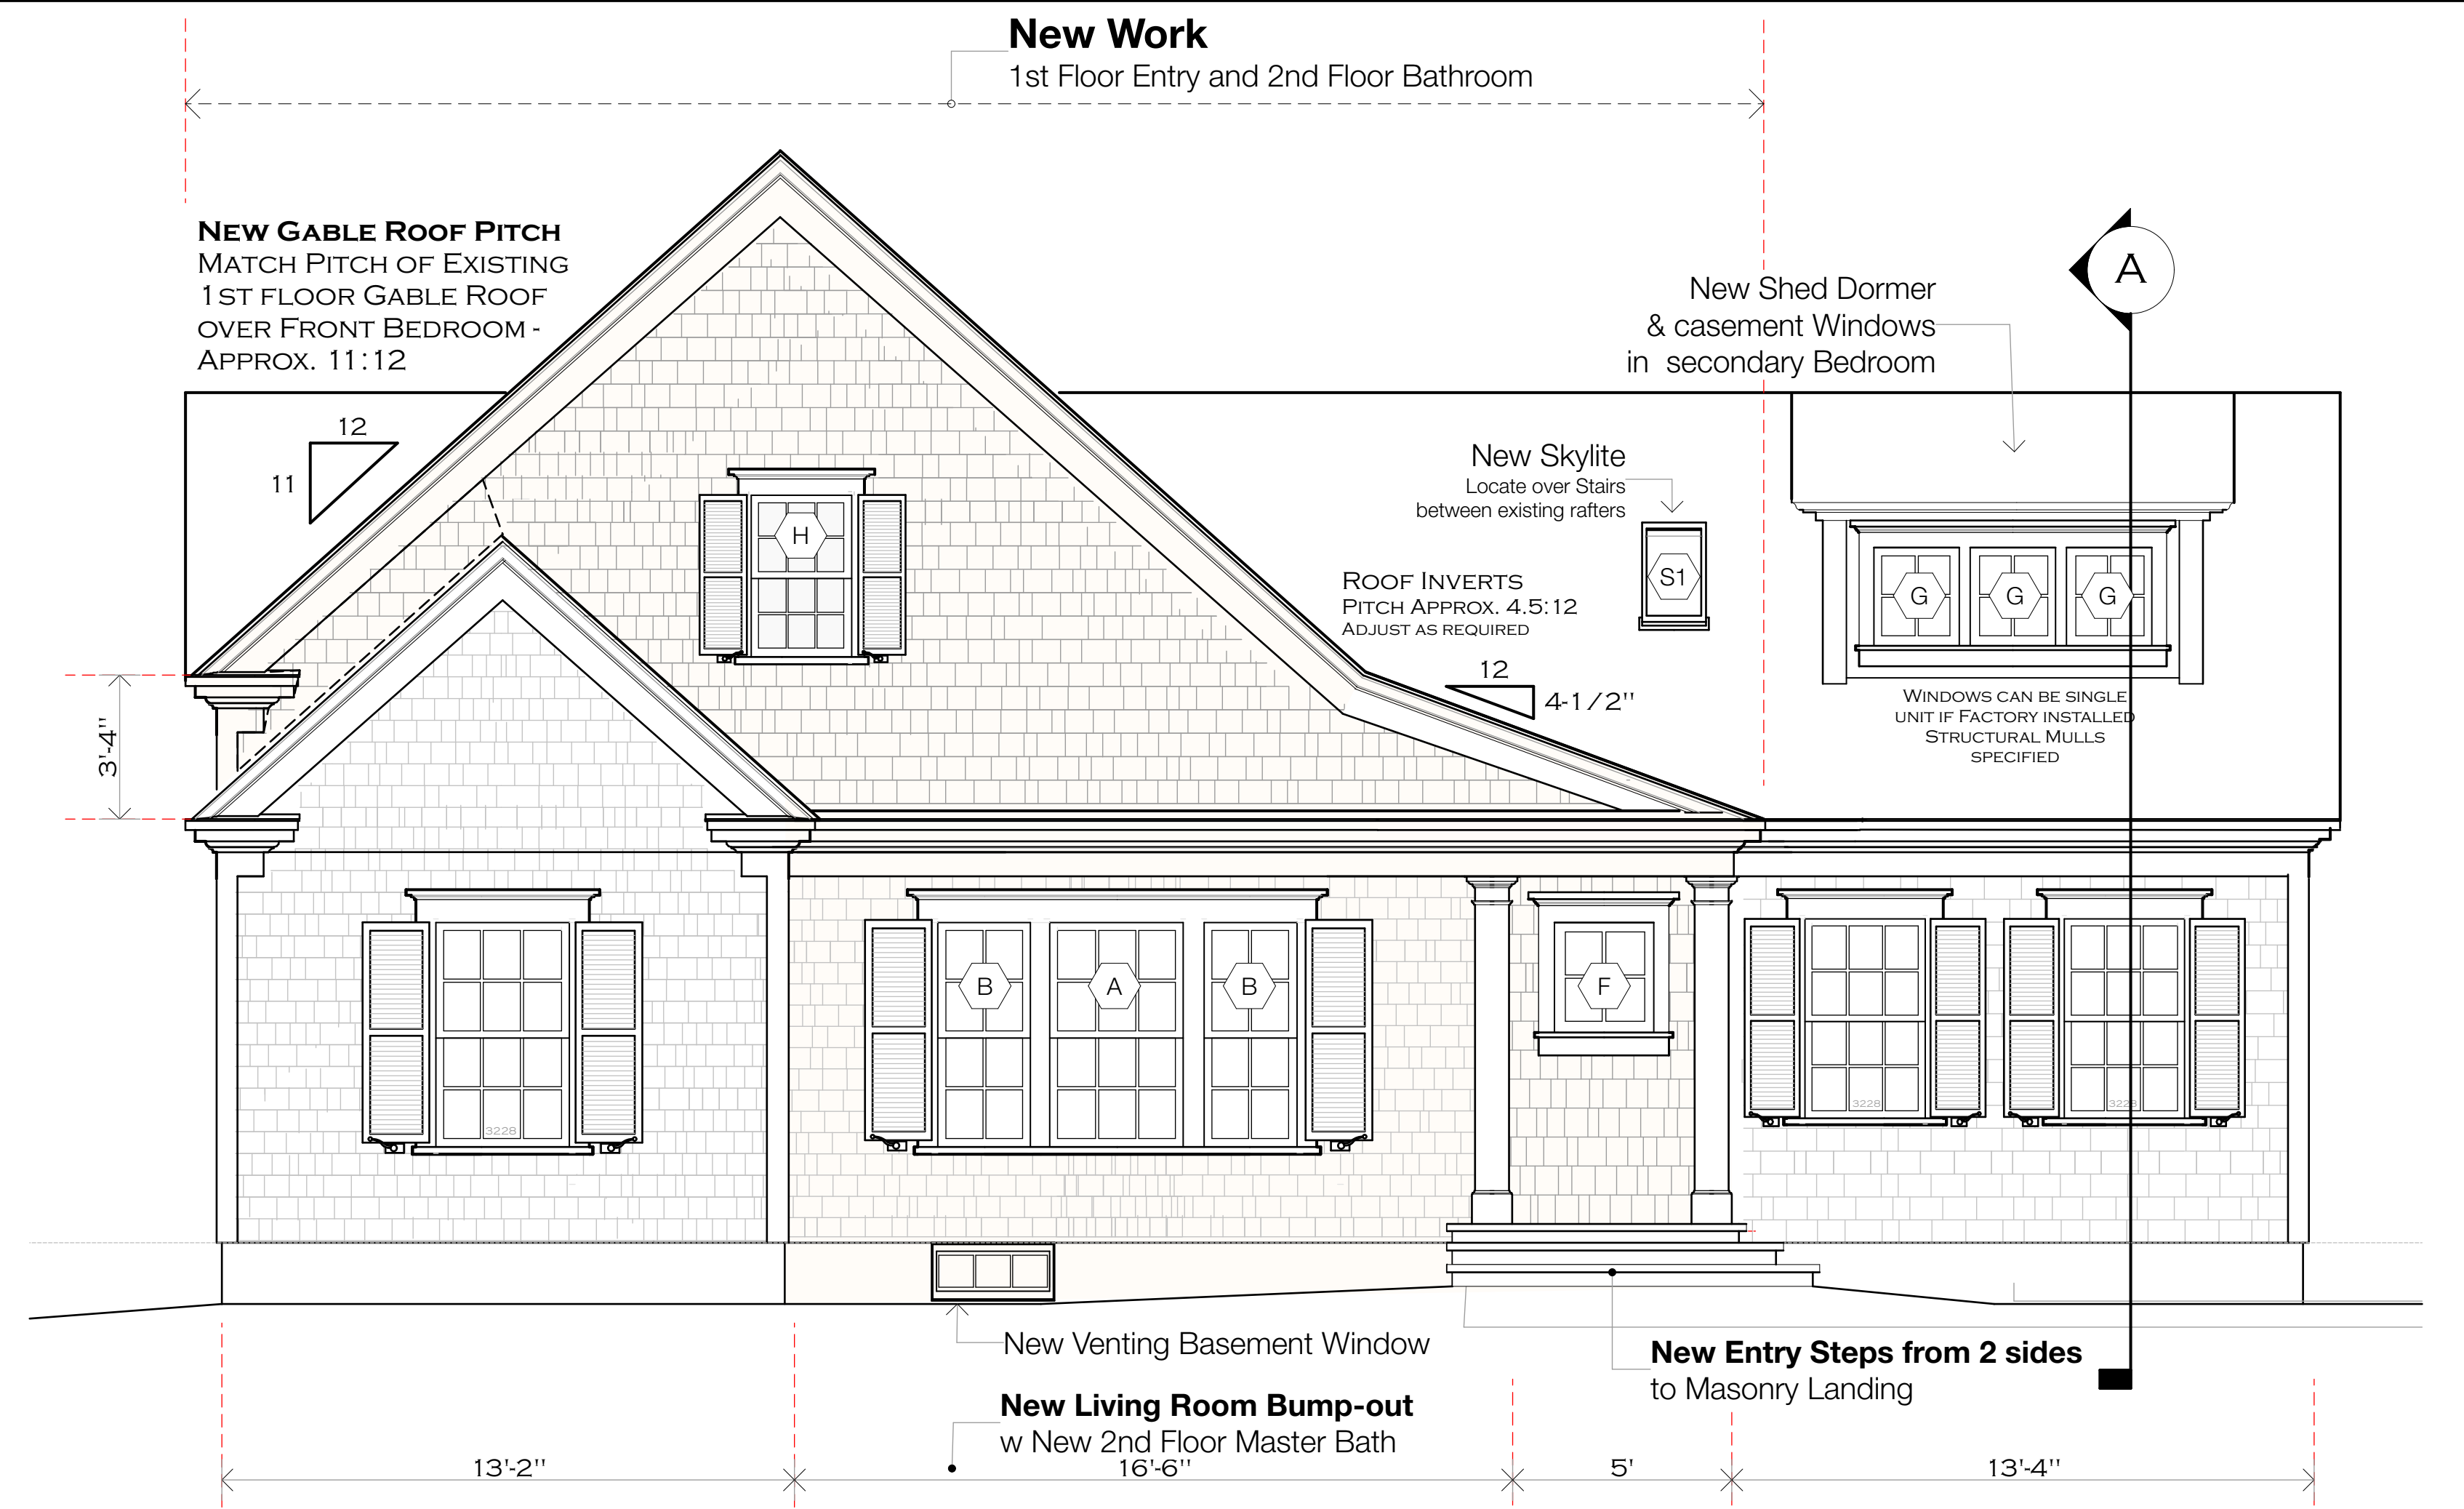 New Work
1st Floor Entry and 2nd Floor Bathroom
New Gable Roof Pitch
Match Pitch of Existing
1st floor Gable Roof
over Front Bedroom -
Approx. 11:12
A
New Shed Dormer
& casement Windows
in secondary Bedroom
12
11
New Skylite
Locate over Stairs
between existing rafters
H
S1
G
G
G
Roof Inverts
Pitch Approx. 4.5:12
Adjust as required
12
4-1/2"
Windows can be single
unit if Factory installed
Structural Mulls
specified
3'-4"
B
A
B
F
3228
3228
3228
New Venting Basement Window
New Entry Steps from 2 sides
to Masonry Landing
New Living Room Bump-out
w New 2nd Floor Master Bath
13'-2"
16'-6"
5'
13'-4"